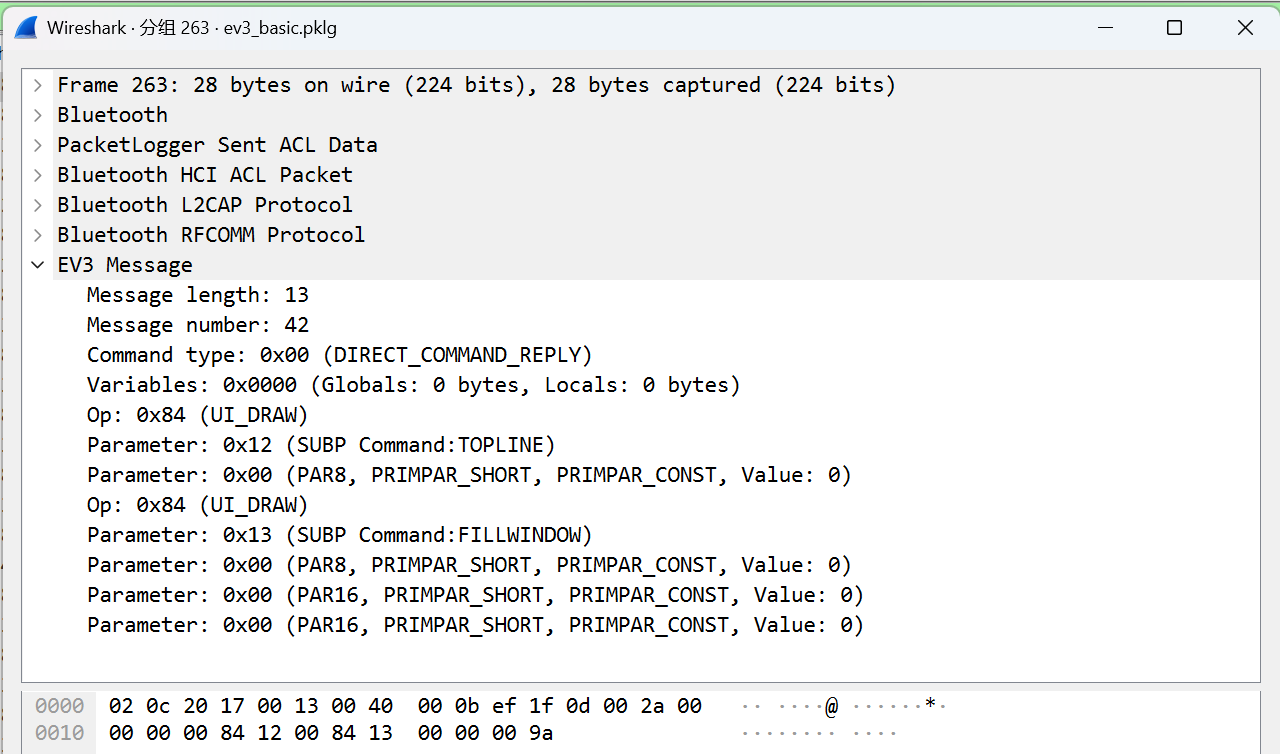 Wireshark · 分组 263 · ev3_basic.pklg
Frame 263: 28 bytes on wire (224 bits), 28 bytes captured (224 bits)
Bluetooth
PacketLogger Sent ACL Data
Bluetooth HCI ACL Packet
Bluetooth L2CAP Protocol
Bluetooth RFCOMM Protocol
EV3 Message
Message length: 13
Message number: 42
Command type: 0x00 (DIRECT_COMMAND_REPLY)
Variables: 0x0000 (Globals: 0 bytes, Locals: 0 bytes)
Op: 0x84 (UI_DRAW)
Parameter: 0x12 (SUBP Command:TOPLINE)
Parameter: 0x00 (PAR8, PRIMPAR_SHORT, PRIMPAR_CONST, Value: 0)
Op: 0x84 (UI_DRAW)
Parameter: 0x13 (SUBP Command:FILLWINDOW)
Parameter: 0x00 (PAR8, PRIMPAR_SHORT, PRIMPAR_CONST, Value: 0)
Parameter: 0x00 (PAR16, PRIMPAR_SHORT, PRIMPAR_CONST, Value: 0)
Parameter: 0x00 (PAR16, PRIMPAR_SHORT, PRIMPAR_CONST, Value: 0)
0000 02 0c 20 17 00 13 00 40 00 0b ef 1f 0d 00 2a 00 ·· ····@ ······*·
0010 00 00 00 84 12 00 84 13 00 00 00 9a ········ ····